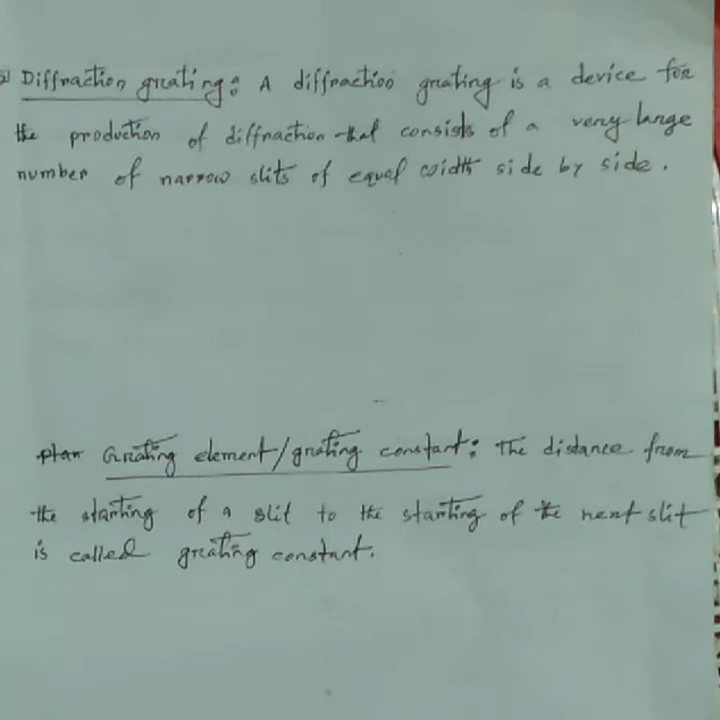 Diffraction grating: A diffraction grating is a device for
the production of diffraction that consists of a very large
number of narrow slits of equal width side by side.
Grating element/grating constant: The distance from
the starting of a slit to the starting of the next slit
is called grating constant.